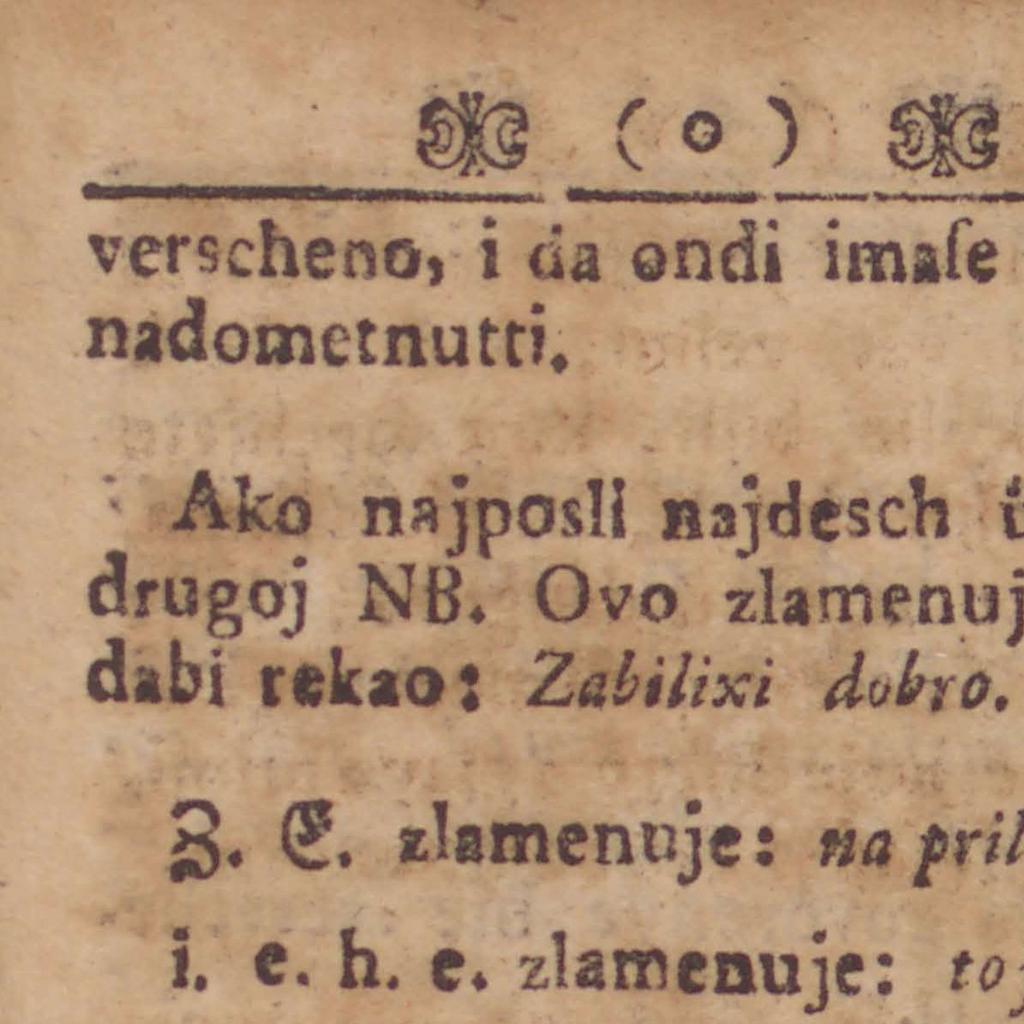 ( o )
verscheno, i da ondi imaſe
nadometnutti.
Ako najposli najdesch
drugoj NB. Ovo zlamenuj
dabi rekao: Zabilixi dobro.
Z. E. zlamenuje: na pril
i. e. h. e. zlamenuje: toj